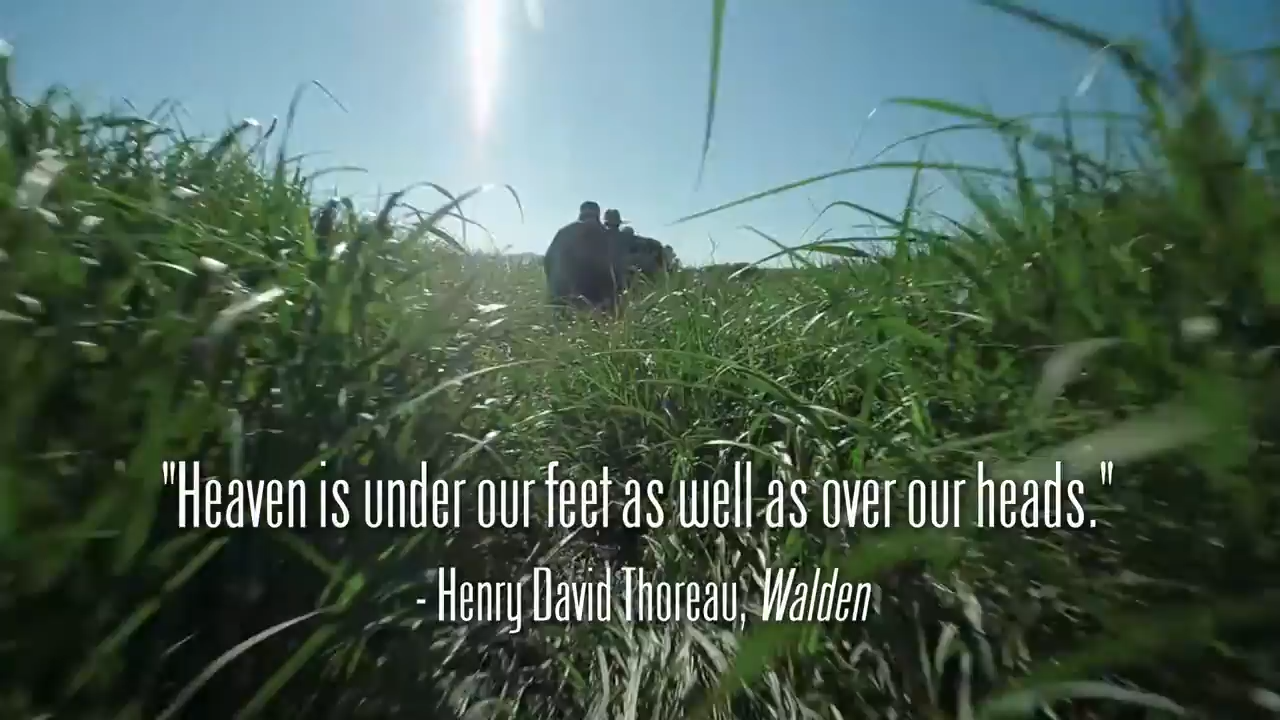 "Heaven is under our feet as well as over our heads."
- Henry David Thoreau, Walden